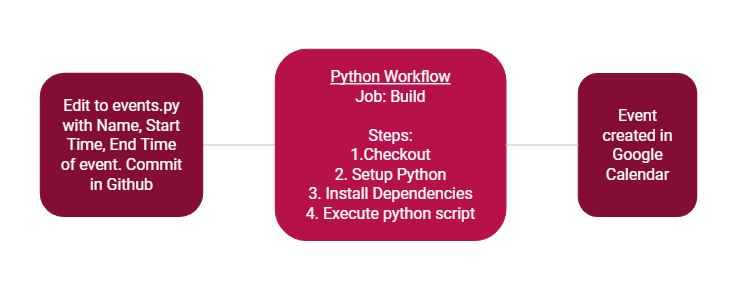 Edit to events.py
with Name, Start
Time, End Time
of event. Commit
in Github
Python Workflow
Job: Build
Steps:
1.Checkout
2. Setup Python
3. Install Dependencies
4. Execute python script
Event
created in
Google
Calendar